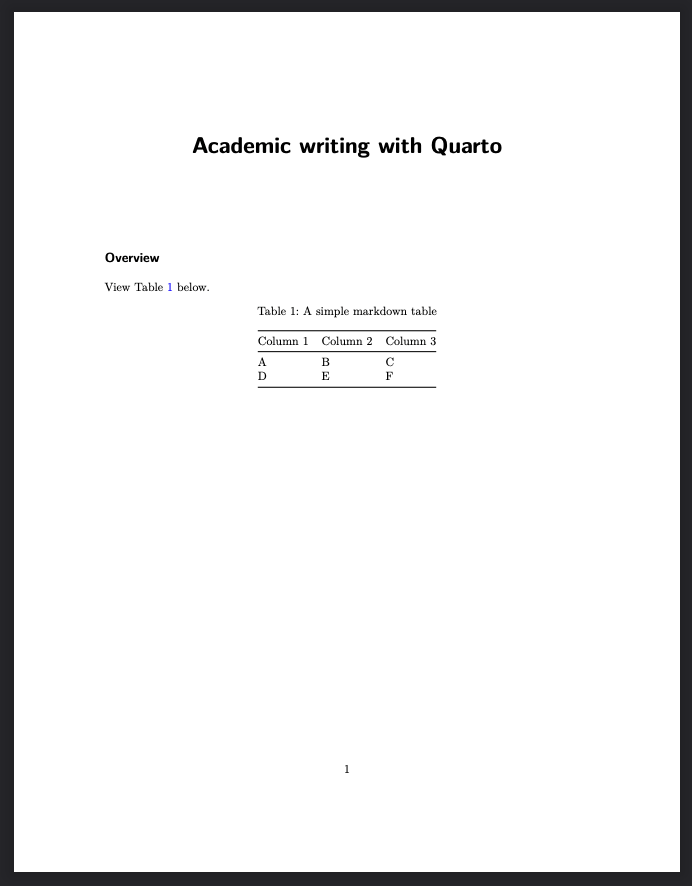 Academic writing with Quarto
Overview
View Table 1 below.
Table 1: A simple markdown table
Column 1 Column 2 Column 3
A B C
D E F
1